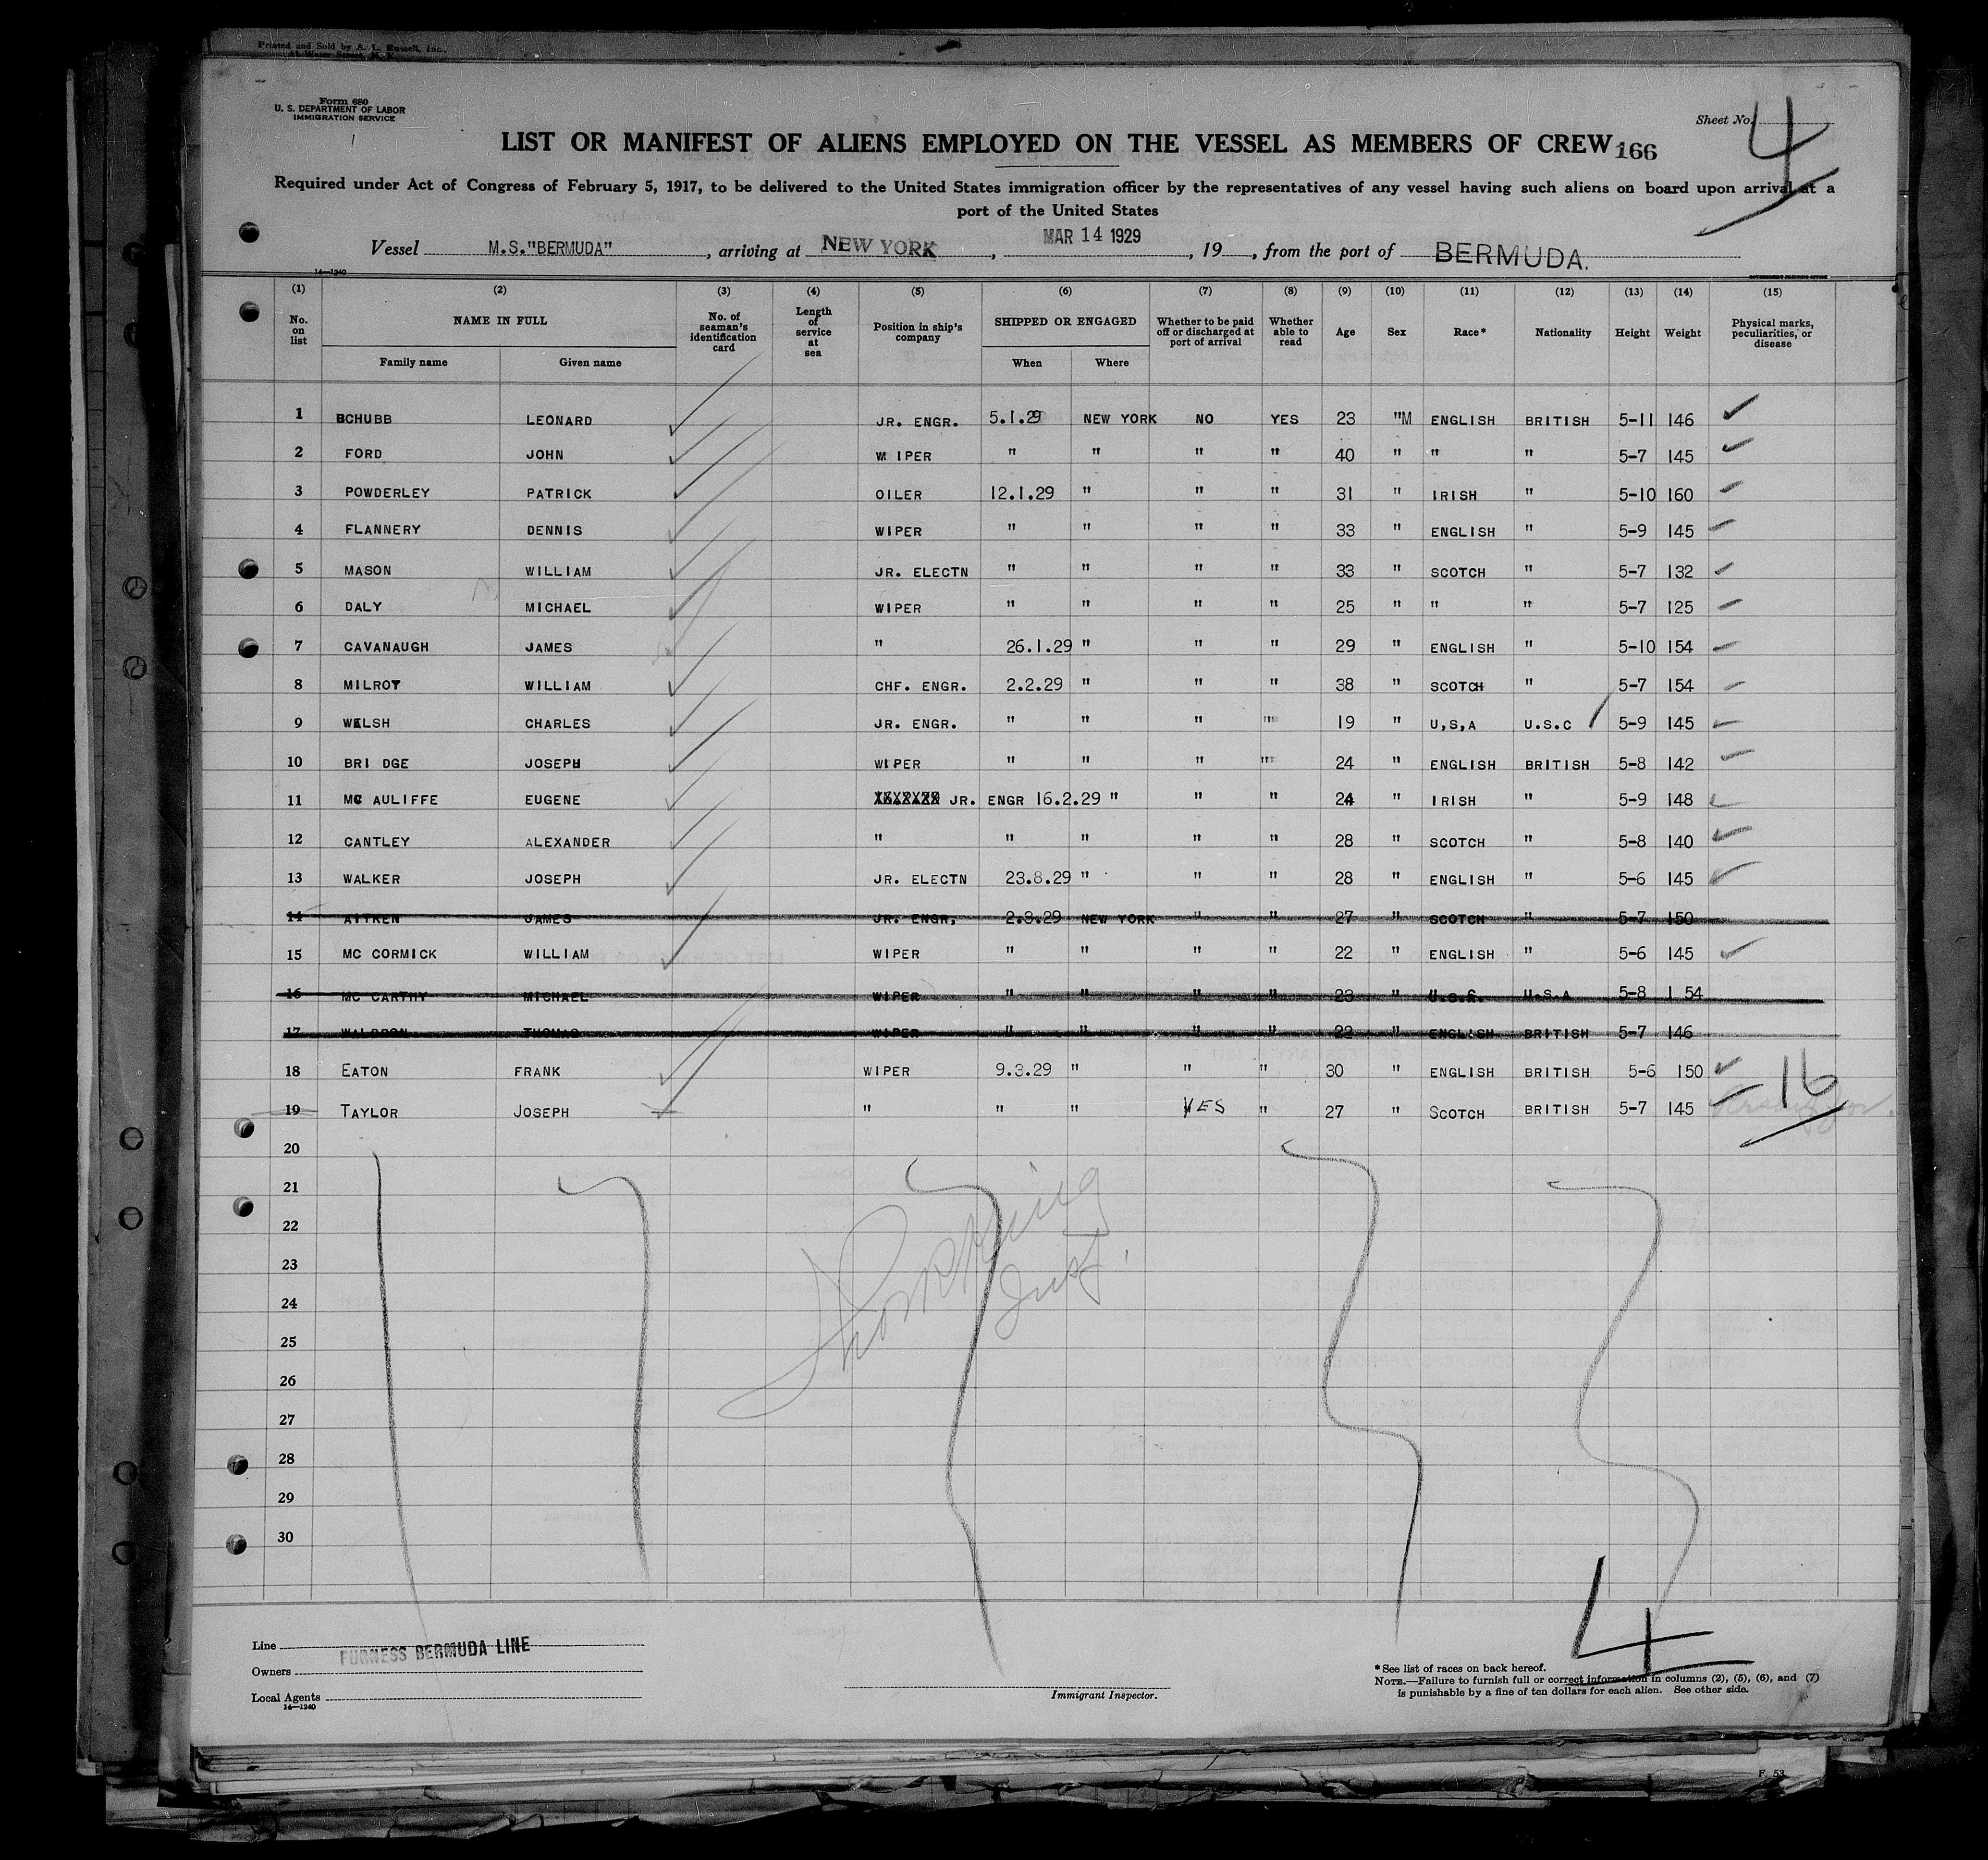 Printed and Sold by A. L. Russell, Inc.,
Form 680
U. S. DEPARTMENT OF LABOR
IMMIGRATION SERVICE
Sheet No. 4
LIST OR MANIFEST OF ALIENS EMPLOYED ON THE VESSEL AS MEMBERS OF CREW 166
Required under Act of Congress of February 5, 1917, to be delivered to the United States immigration officer by the representatives of any vessel having such aliens on board upon arrival at a
port of the United States
Vessel M.S."BERMUDA", arriving at NEW YORK, MAR 14 1929, 19, from the port of BERMUDA.
14—1240
(1) (2) (3) (4) (5) (6) (7) (8) (9) (10) (11) (12) (13) (14) (15)
No. on list NAME IN FULL No. of seaman's identification card Length of service at sea Position in ship's company SHIPPED OR ENGAGED Whether to be paid off or discharged at port of arrival Whether able to read Age Sex Race* Nationality Height Weight Physical marks, peculiarities, or disease
Family name Given name When Where
1 BCHUBB LEONARD JR. ENGR. 5.1.29 NEW YORK NO YES 23 "M ENGLISH BRITISH 5-11 146
2 FORD JOHN WIPER " " " " 40 " " " 5-7 145
3 POWDERLEY PATRICK OILER 12.1.29 " " " 31 " IRISH " 5-10 160
4 FLANNERY DENNIS WIPER " " " " 33 " ENGLISH " 5-9 145
5 MASON WILLIAM JR. ELECTN " " " " 33 " SCOTCH " 5-7 132
6 DALY MICHAEL WIPER " " " " 25 " " " 5-7 125
7 CAVANAUGH JAMES " 26.1.29 " " " 29 " ENGLISH " 5-10 154
8 MILROY WILLIAM CHF. ENGR. 2.2.29 " " " 38 " SCOTCH " 5-7 154
9 WELSH CHARLES JR. ENGR. " " " "" 19 " U,S,A U.S.C 5-9 145
10 BRI DGE JOSEPH WIPER " " " "" 24 " ENGLISH BRITISH 5-8 142
11 MC AULIFFE EUGENE JR. ENGR 16.2.29 " " " 24 " IRISH " 5-9 148
12 CANTLEY ALEXANDER " " " " " 28 " SCOTCH " 5-8 140
13 WALKER JOSEPH JR. ELECTN 23.8.29 " " " 28 " ENGLISH " 5-6 145
14 AITKEN JAMES JR. ENGR, 2.3.29 NEW YORK " " 27 " SCOTCH " 5-7 150
15 MC CORMICK WILLIAM WIPER " " " " 22 " ENGLISH " 5-6 145
16 MC CARTHY MICHAEL WIPER " " " " 23 " U.S.A U.S.A 5-8 1 54
17 WALDRON THOMAS WIPER " " " " 22 " ENGLISH BRITISH 5-7 146
18 EATON FRANK WIPER 9.3.29 " " " 30 " ENGLISH BRITISH 5-6 150
16
19 TAYLOR JOSEPH " " " YES " 27 " SCOTCH BRITISH 5-7 145
20
21
22
23
24
25
26
27
28
29
30
4
Line FURNESS BERMUDA LINE
Owners
Local Agents
14—1240
Immigrant Inspector.
*See list of races on back hereof.
NOTE.—Failure to furnish full or correct information in columns (2), (5), (6), and (7)
is punishable by a fine of ten dollars for each alien. See other side.
F. 53